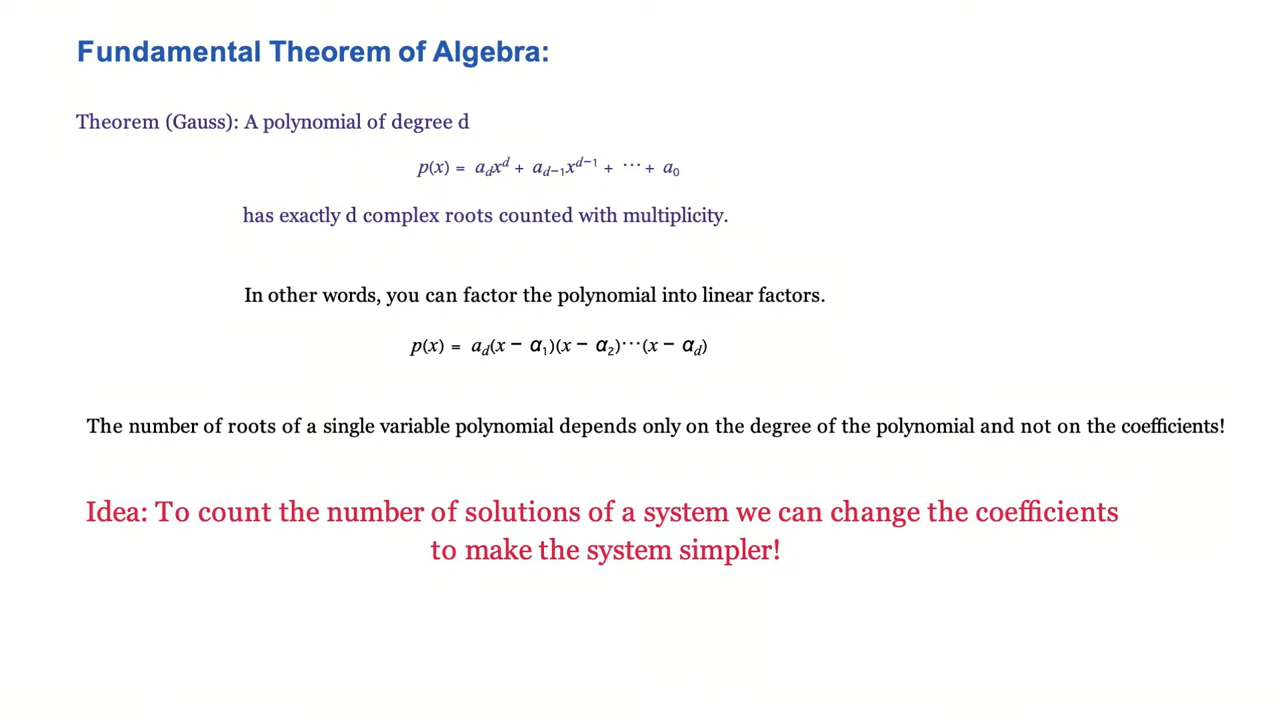 Fundamental Theorem of Algebra:
Theorem (Gauss): A polynomial of degree d
p(x) = a_d x^d + a_{d−1} x^{d−1} + ⋯ + a_0
has exactly d complex roots counted with multiplicity.
In other words, you can factor the polynomial into linear factors.
p(x) = a_d(x − α_1)(x − α_2)⋯(x − α_d)
The number of roots of a single variable polynomial depends only on the degree of the polynomial and not on the coefficients!
Idea: To count the number of solutions of a system we can change the coefficients
to make the system simpler!